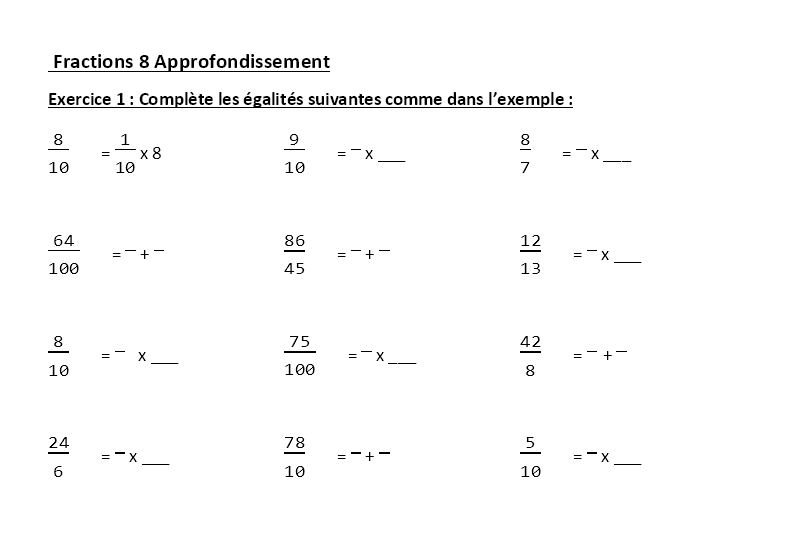 Fractions 8 Approfondissement
Exercice 1 : Complète les égalités suivantes comme dans l’exemple :
8/10 = 1/10 x 8 9/10 = — x ___ 8/7 = — x ___
64/100 = — + — 86/45 = — + — 12/13 = — x ___
8/10 = — x ___ 75/100 = — x ___ 42/8 = — + —
24/6 = — x ___ 78/10 = — + — 5/10 = — x ___